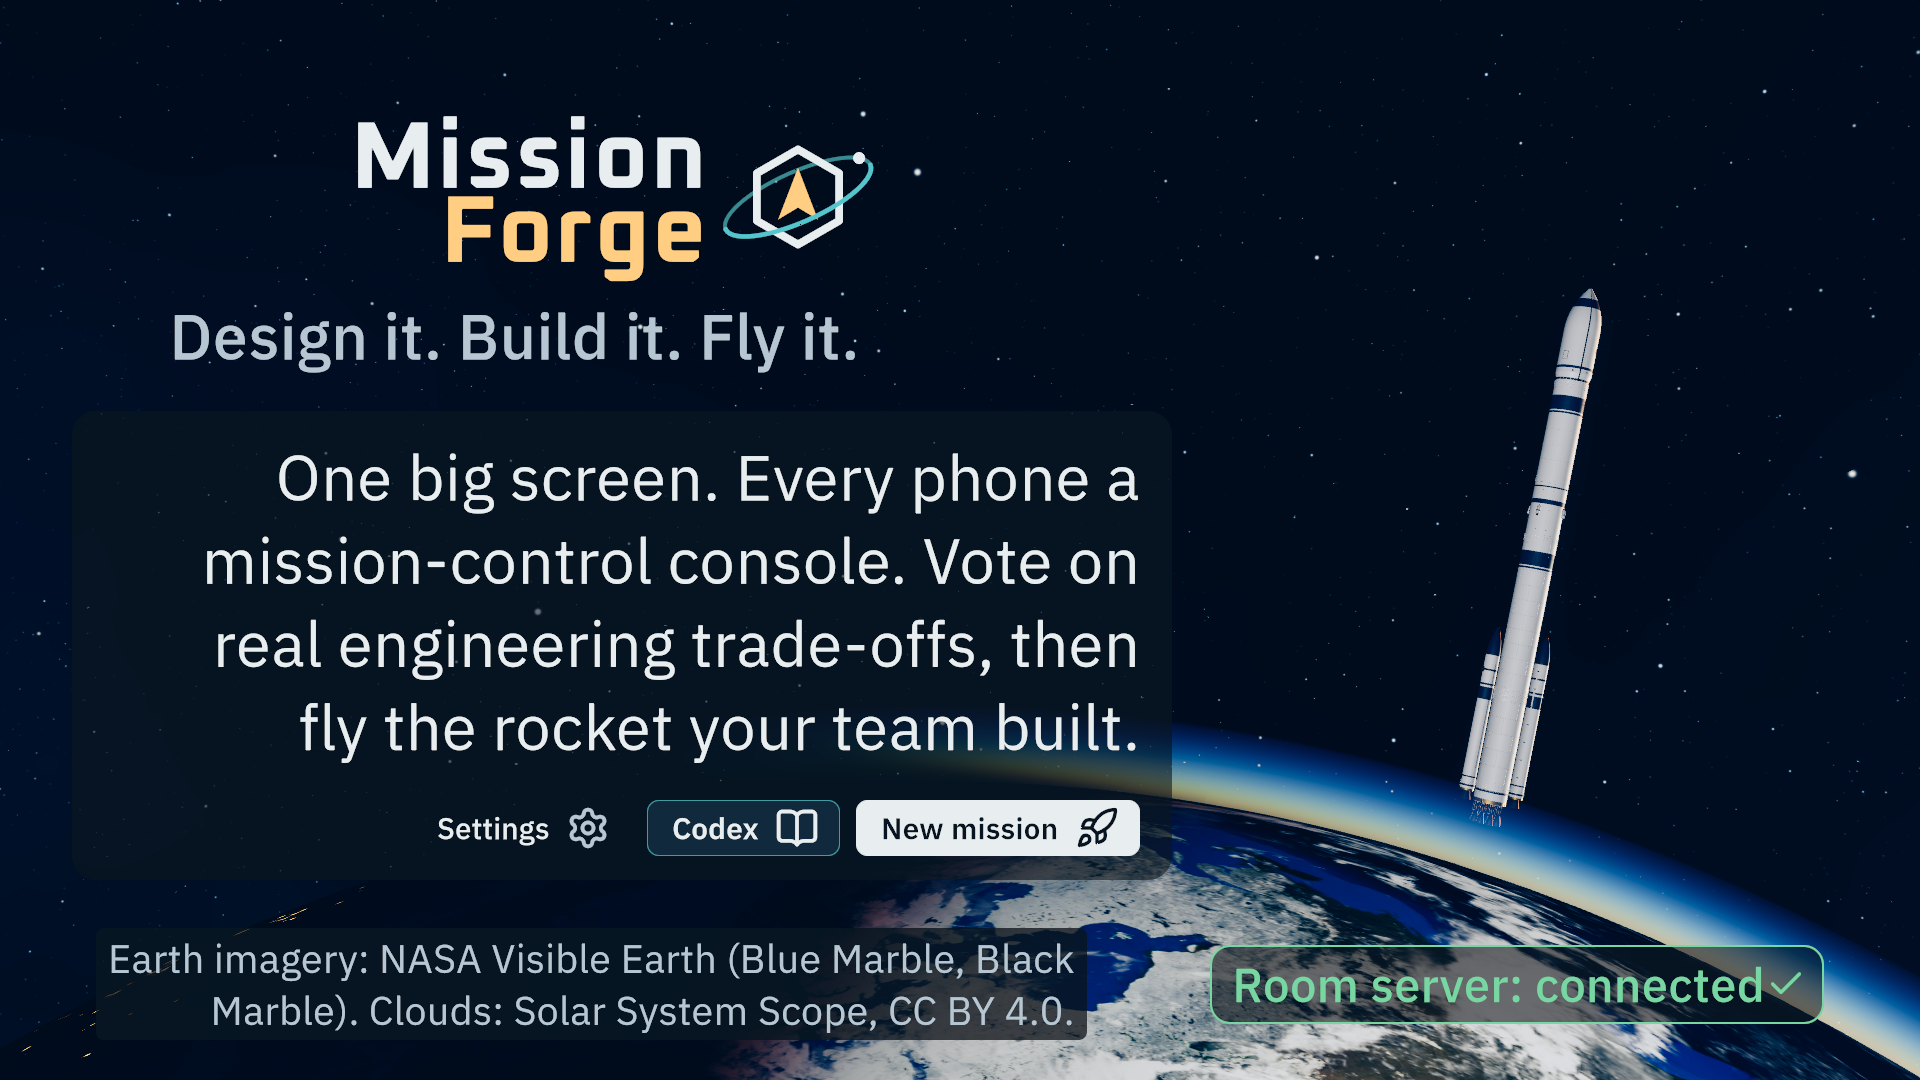 Mission
Forge
Design it. Build it. Fly it.
One big screen. Every phone a
mission-control console. Vote on
real engineering trade-offs, then
fly the rocket your team built.
Settings
Codex
New mission
Earth imagery: NASA Visible Earth (Blue Marble, Black
Marble). Clouds: Solar System Scope, CC BY 4.0.
Room server: connected